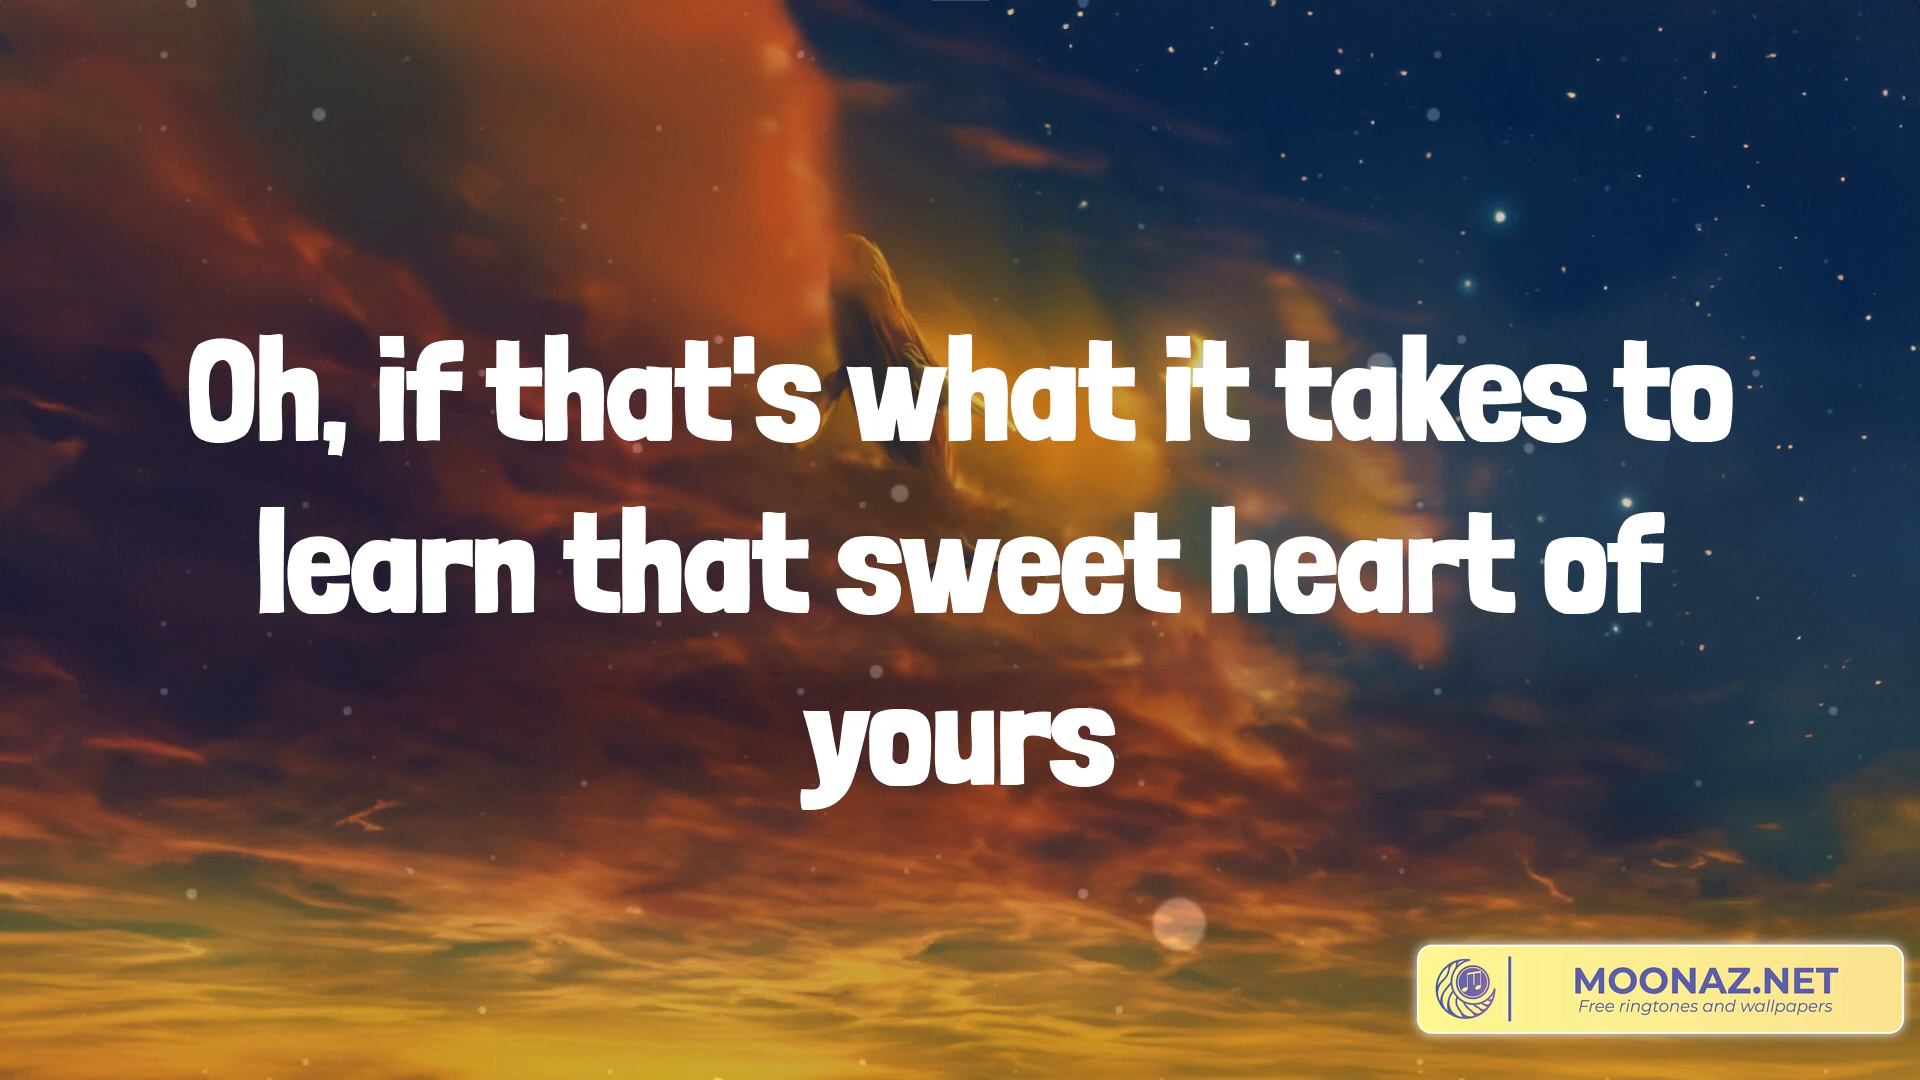 Oh, if that's what it takes to
learn that sweet heart of
yours
MOONAZ.NET
Free ringtones and wallpapers